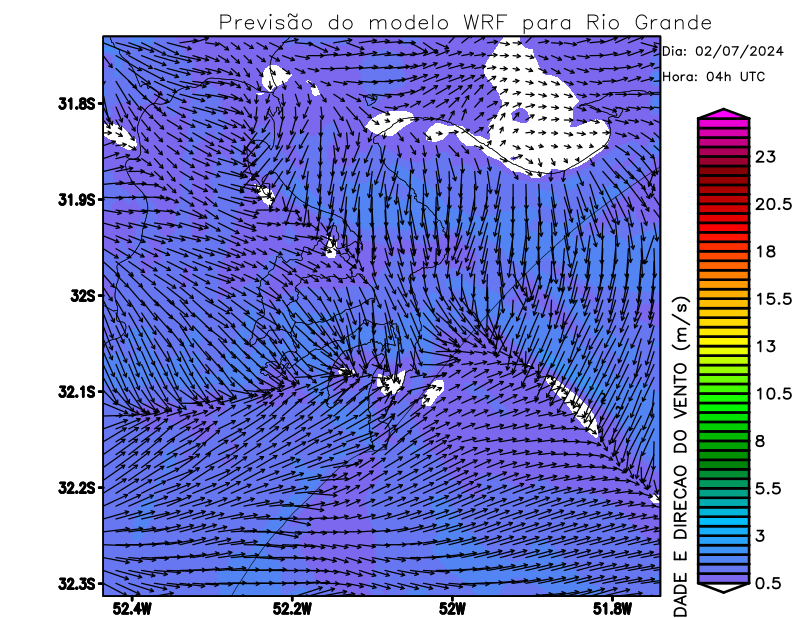 Previsão do modelo WRF para Rio Grande
Dia: 02/07/2024
Hora: 04h UTC
31.8S
31.9S
32S
32.1S
32.2S
32.3S
52.4W
52.2W
52W
51.8W
DADE E DIRECAO DO VENTO (m/s)
23
20.5
18
15.5
13
10.5
8
5.5
3
0.5